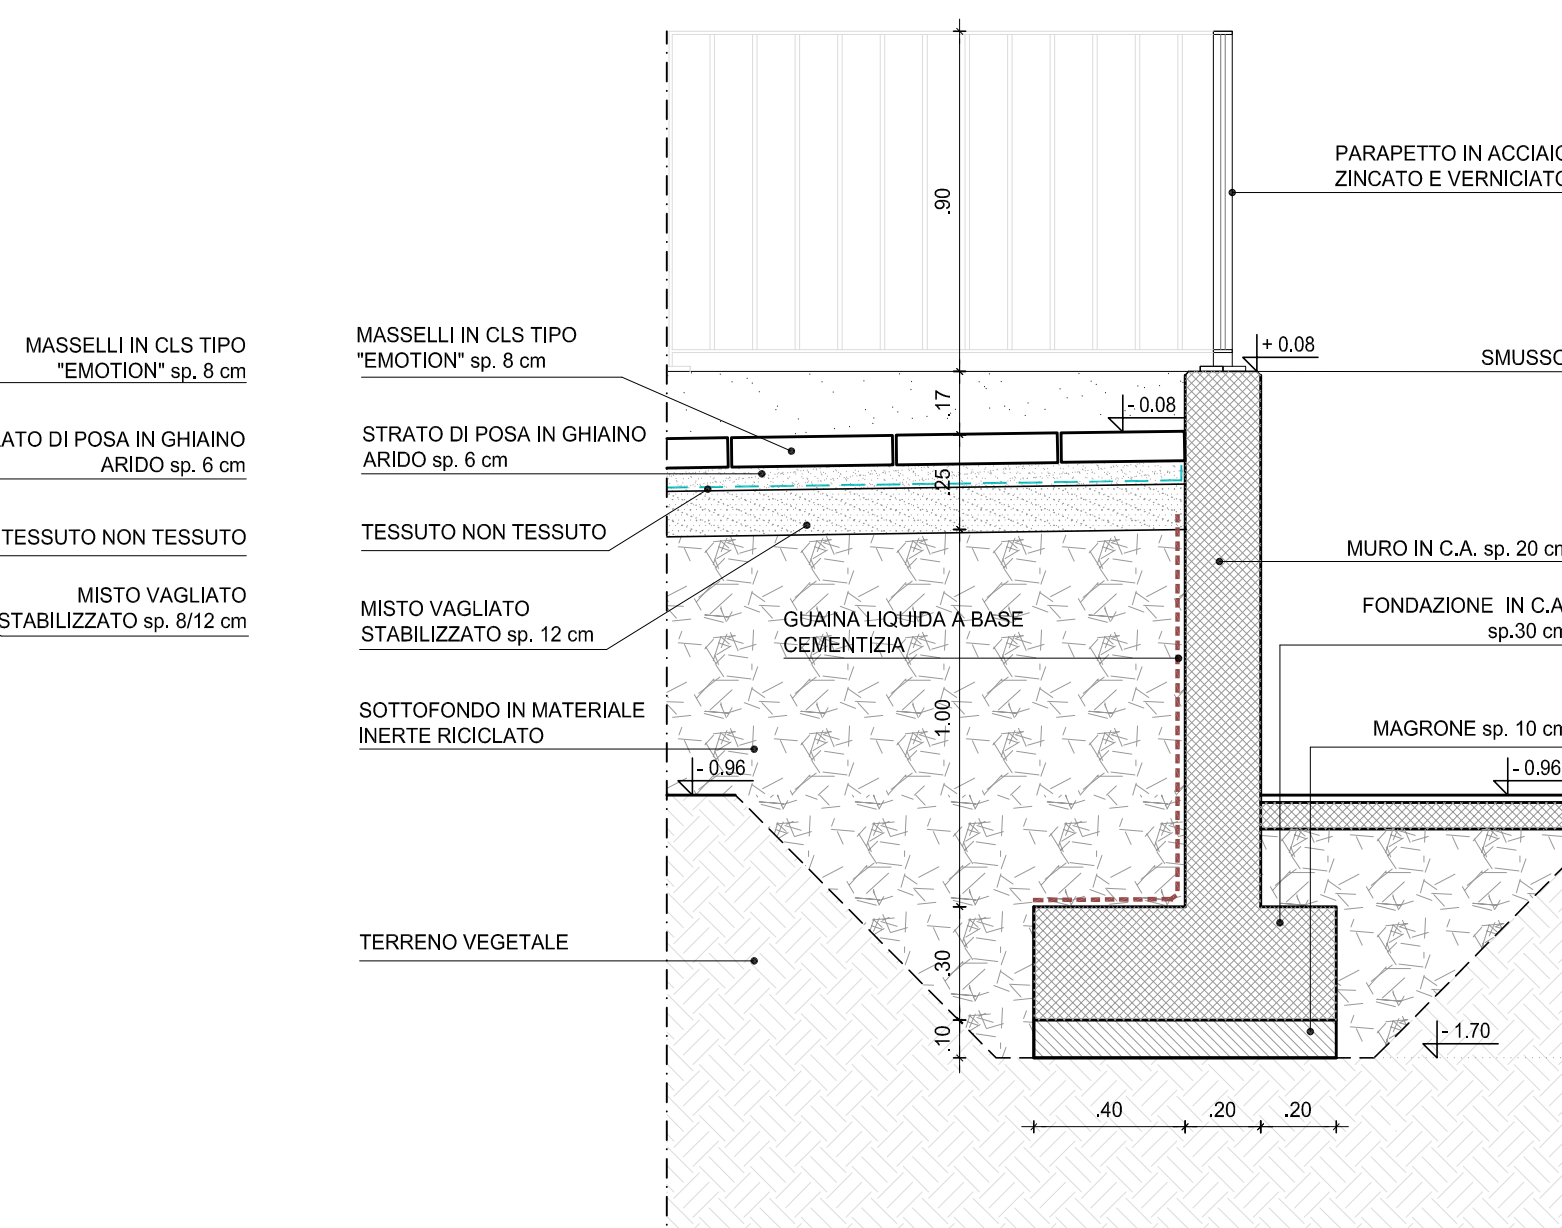 MASSELLI IN CLS TIPO
"EMOTION" sp. 8 cm
ATO DI POSA IN GHIAINO
ARIDO sp. 6 cm
TESSUTO NON TESSUTO
MISTO VAGLIATO
STABILIZZATO sp. 8/12 cm
MASSELLI IN CLS TIPO
"EMOTION" sp. 8 cm
STRATO DI POSA IN GHIAINO
ARIDO sp. 6 cm
TESSUTO NON TESSUTO
MISTO VAGLIATO
STABILIZZATO sp. 12 cm
SOTTOFONDO IN MATERIALE
INERTE RICICLATO
TERRENO VEGETALE
GUAINA LIQUIDA A BASE
CEMENTIZIA
.90
.17
.25
1.00
.30
.10
- 0.96
- 0.08
+ 0.08
.40
.20
.20
PARAPETTO IN ACCIAIO
ZINCATO E VERNICIATO
SMUSSO
MURO IN C.A. sp. 20 cm
FONDAZIONE IN C.A.
sp.30 cm
MAGRONE sp. 10 cm
- 0.96
- 1.70